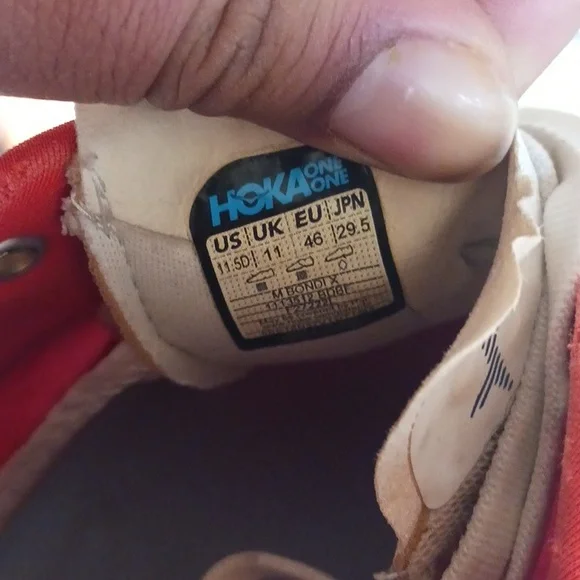 HOKA ONE ONE
US UK EU JPN
11.5D 11 46 29.5
M BONDI X